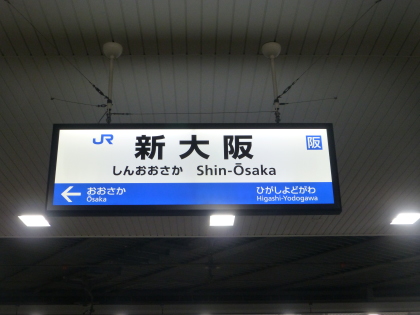 JR 新大阪 阪
しんおおさか Shin-Ōsaka
← おおさか ひがしよどがわ
Ōsaka Higashi-Yodogawa